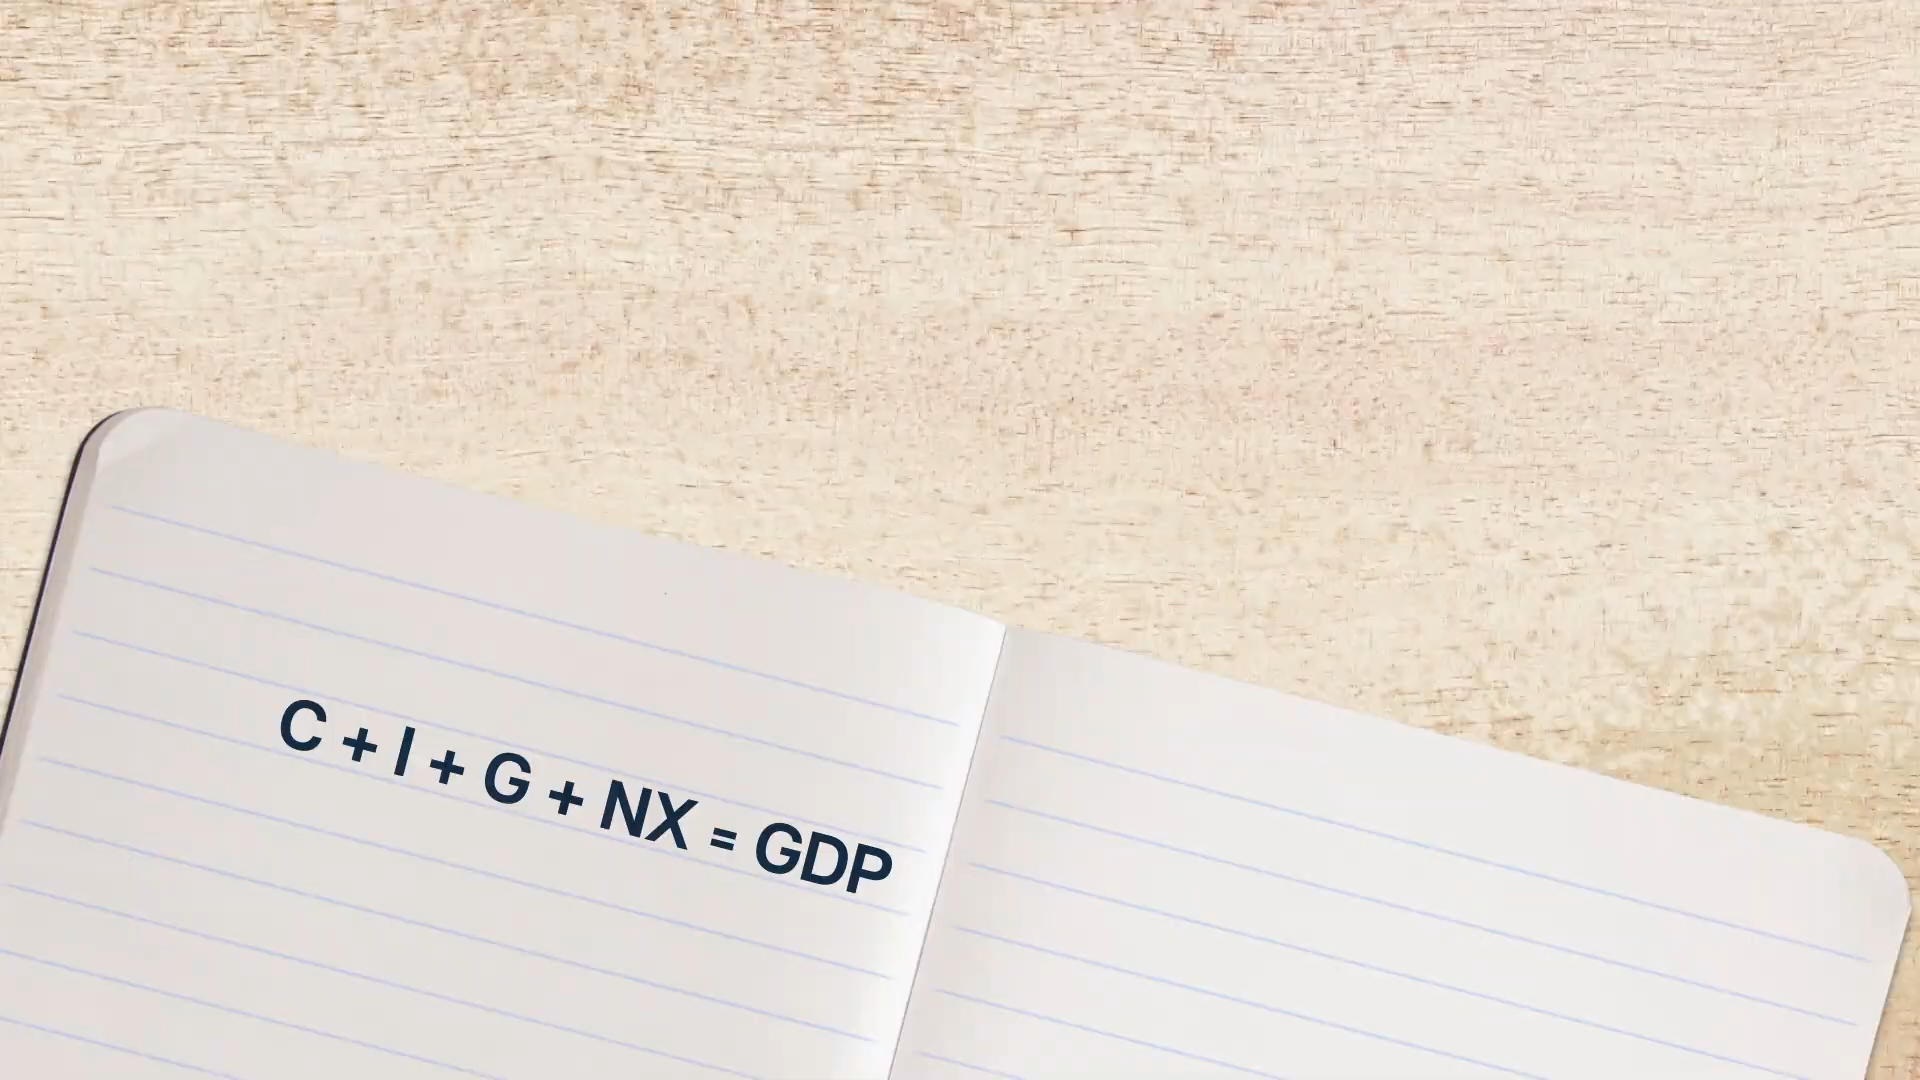 C + I + G + NX = GDP